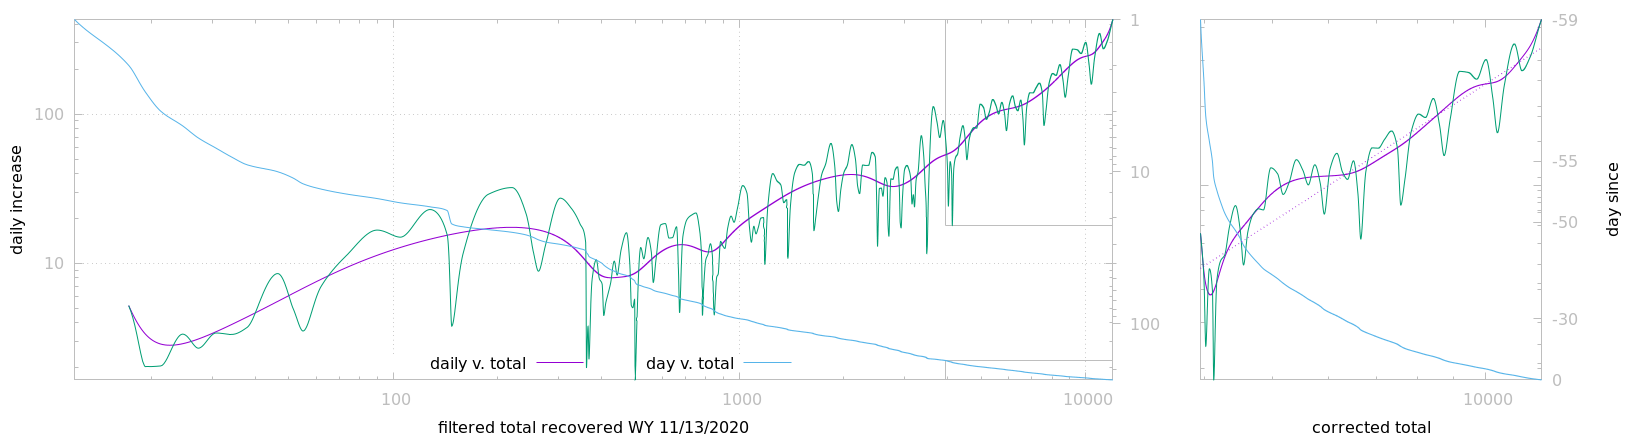 daily increase
100
10
daily v. total
day v. total
100
1000
10000
filtered total recovered WY 11/13/2020
1
10
100
10000
corrected total
-59
-55
-50
-30
0
day since